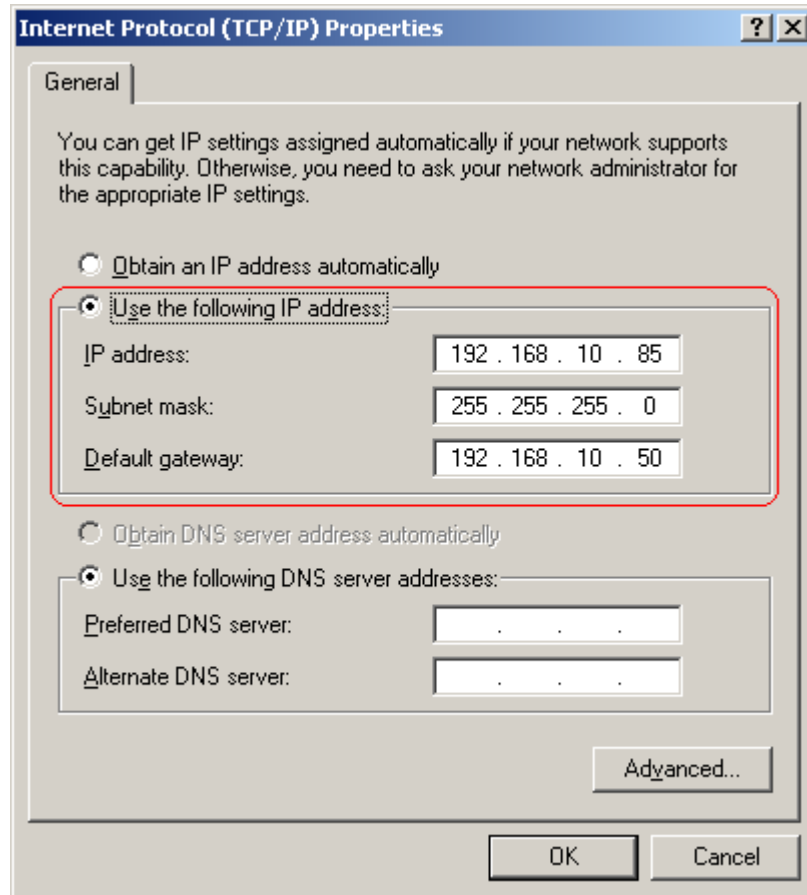 Internet Protocol (TCP/IP) Properties
General
You can get IP settings assigned automatically if your network supports
this capability. Otherwise, you need to ask your network administrator for
the appropriate IP settings.
Obtain an IP address automatically
Use the following IP address:
IP address: 192 . 168 . 10 . 85
Subnet mask: 255 . 255 . 255 . 0
Default gateway: 192 . 168 . 10 . 50
Obtain DNS server address automatically
Use the following DNS server addresses:
Preferred DNS server: . . .
Alternate DNS server: . . .
Advanced...
OK Cancel